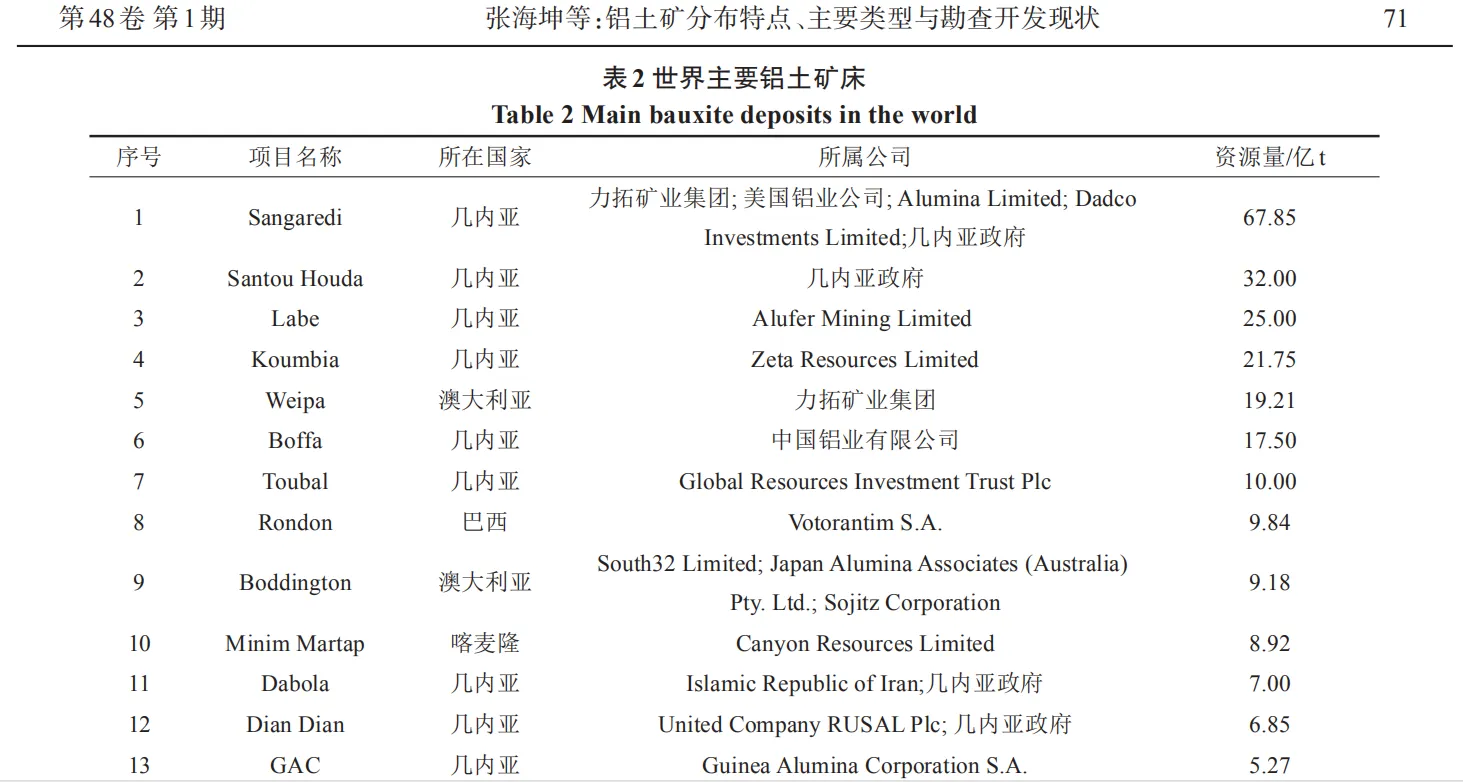 第48卷 第1期 张海坤等:铝土矿分布特点、主要类型与勘查开发现状 71
表2 世界主要铝土矿床
Table 2 Main bauxite deposits in the world
序号 项目名称 所在国家 所属公司 资源量/亿 t
1 Sangaredi 几内亚 力拓矿业集团; 美国铝业公司; Alumina Limited; Dadco Investments Limited;几内亚政府 67.85
2 Santou Houda 几内亚 几内亚政府 32.00
3 Labe 几内亚 Alufer Mining Limited 25.00
4 Koumbia 几内亚 Zeta Resources Limited 21.75
5 Weipa 澳大利亚 力拓矿业集团 19.21
6 Boffa 几内亚 中国铝业有限公司 17.50
7 Toubal 几内亚 Global Resources Investment Trust Plc 10.00
8 Rondon 巴西 Votorantim S.A. 9.84
9 Boddington 澳大利亚 South32 Limited; Japan Alumina Associates (Australia) Pty. Ltd.; Sojitz Corporation 9.18
10 Minim Martap 喀麦隆 Canyon Resources Limited 8.92
11 Dabola 几内亚 Islamic Republic of Iran;几内亚政府 7.00
12 Dian Dian 几内亚 United Company RUSAL Plc; 几内亚政府 6.85
13 GAC 几内亚 Guinea Alumina Corporation S.A. 5.27